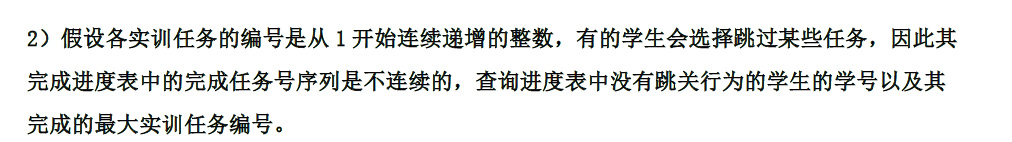 2）假设各实训任务的编号是从 1 开始连续递增的整数，有的学生会选择跳过某些任务，因此其
完成进度表中的完成任务号序列是不连续的，查询进度表中没有跳关行为的学生的学号以及其
完成的最大实训任务编号。